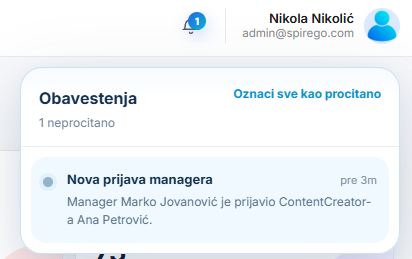 1
Nikola Nikolić
admin@spirego.com
Obavestenja
Oznaci sve kao procitano
1 neprocitano
Nova prijava managera
pre 3m
Manager Marko Jovanović je prijavio ContentCreator-
a Ana Petrović.